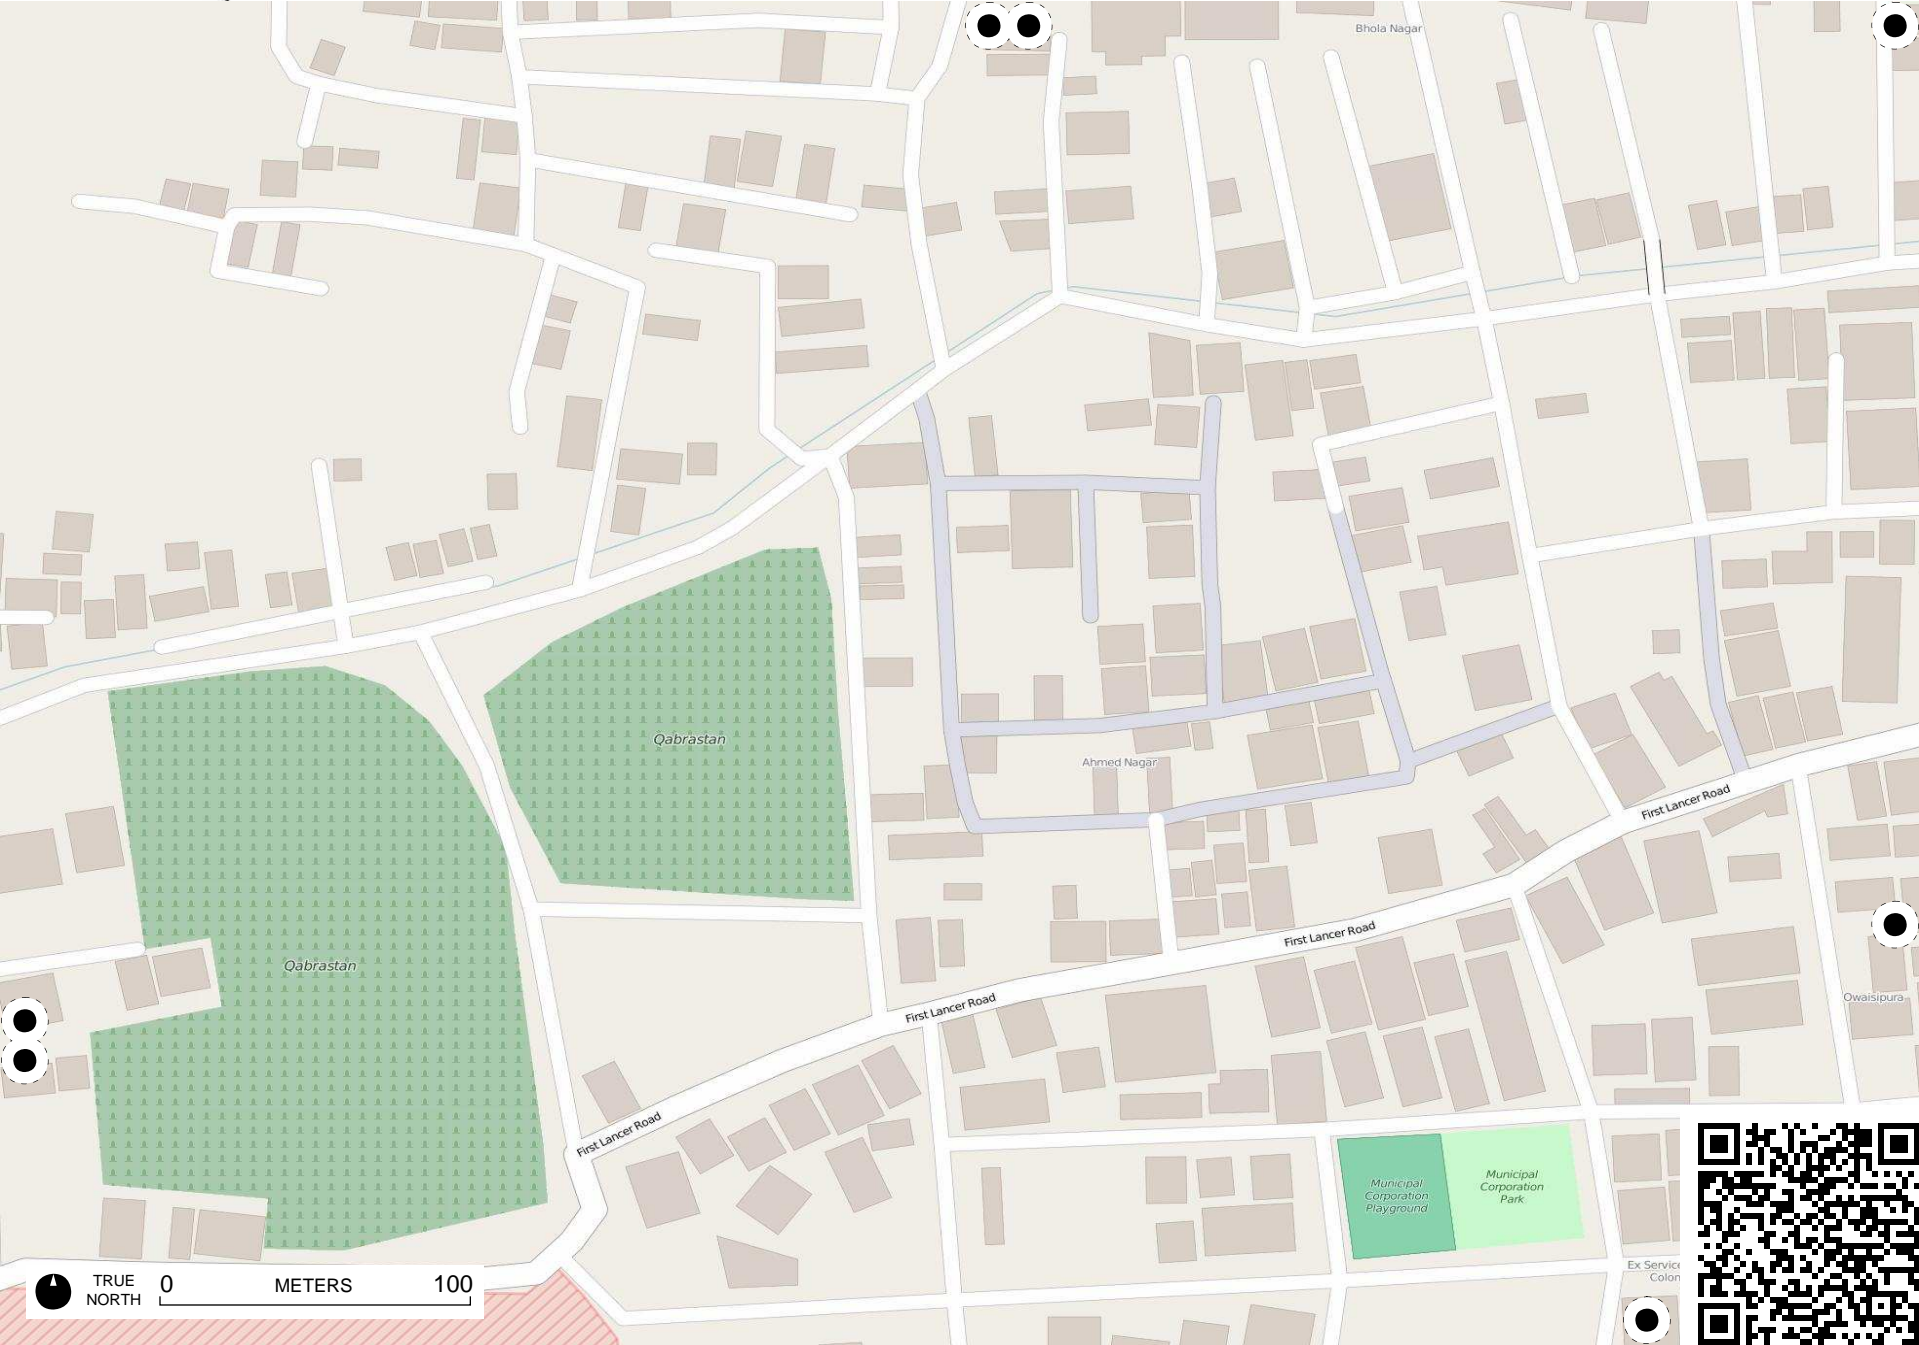 Bhola Nagar
Qabrastan
Ahmed Nagar
First Lancer Road
First Lancer Road
Qabrastan
First Lancer Road
Owaisipura
First Lancer Road
Municipal
Corporation
Playground
Municipal
Corporation
Park
Ex Service
Colon
TRUE
NORTH
0 METERS 100